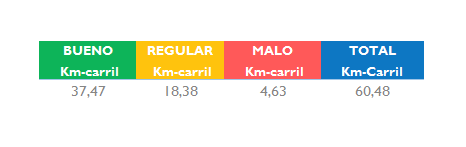 BUENO REGULAR MALO TOTAL
Km-carril Km-carril Km-carril Km-Carril
37,47 18,38 4,63 60,48